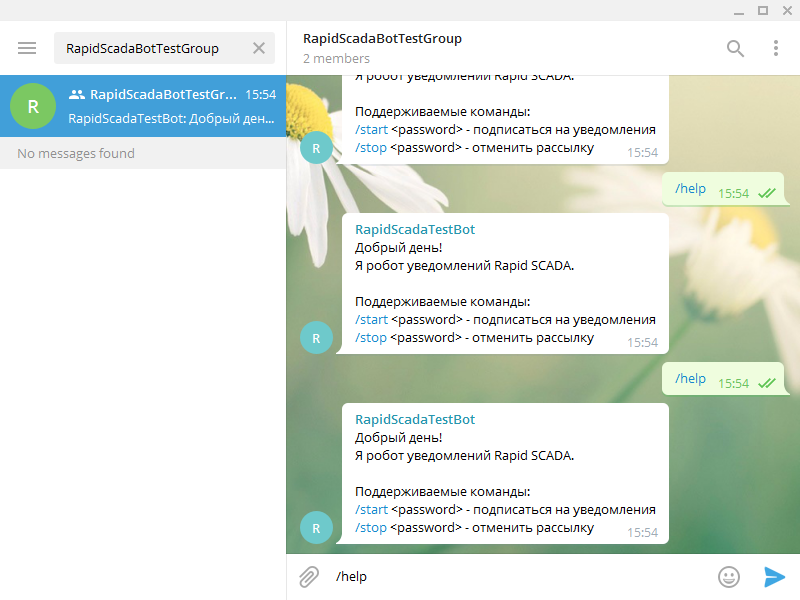 RapidScadaBotTestGroup
R
RapidScadaBotTestGr... 15:54
RapidScadaTestBot: Добрый ден...
No messages found
RapidScadaBotTestGroup
2 members
Я робот уведомлений Rapid SCADA.
Поддерживаемые команды:
/start <password> - подписаться на уведомления
/stop <password> - отменить рассылку
15:54
R
/help 15:54
RapidScadaTestBot
Добрый день!
Я робот уведомлений Rapid SCADA.
Поддерживаемые команды:
/start <password> - подписаться на уведомления
/stop <password> - отменить рассылку
15:54
R
/help 15:54
RapidScadaTestBot
Добрый день!
Я робот уведомлений Rapid SCADA.
Поддерживаемые команды:
/start <password> - подписаться на уведомления
/stop <password> - отменить рассылку
15:54
R
/help